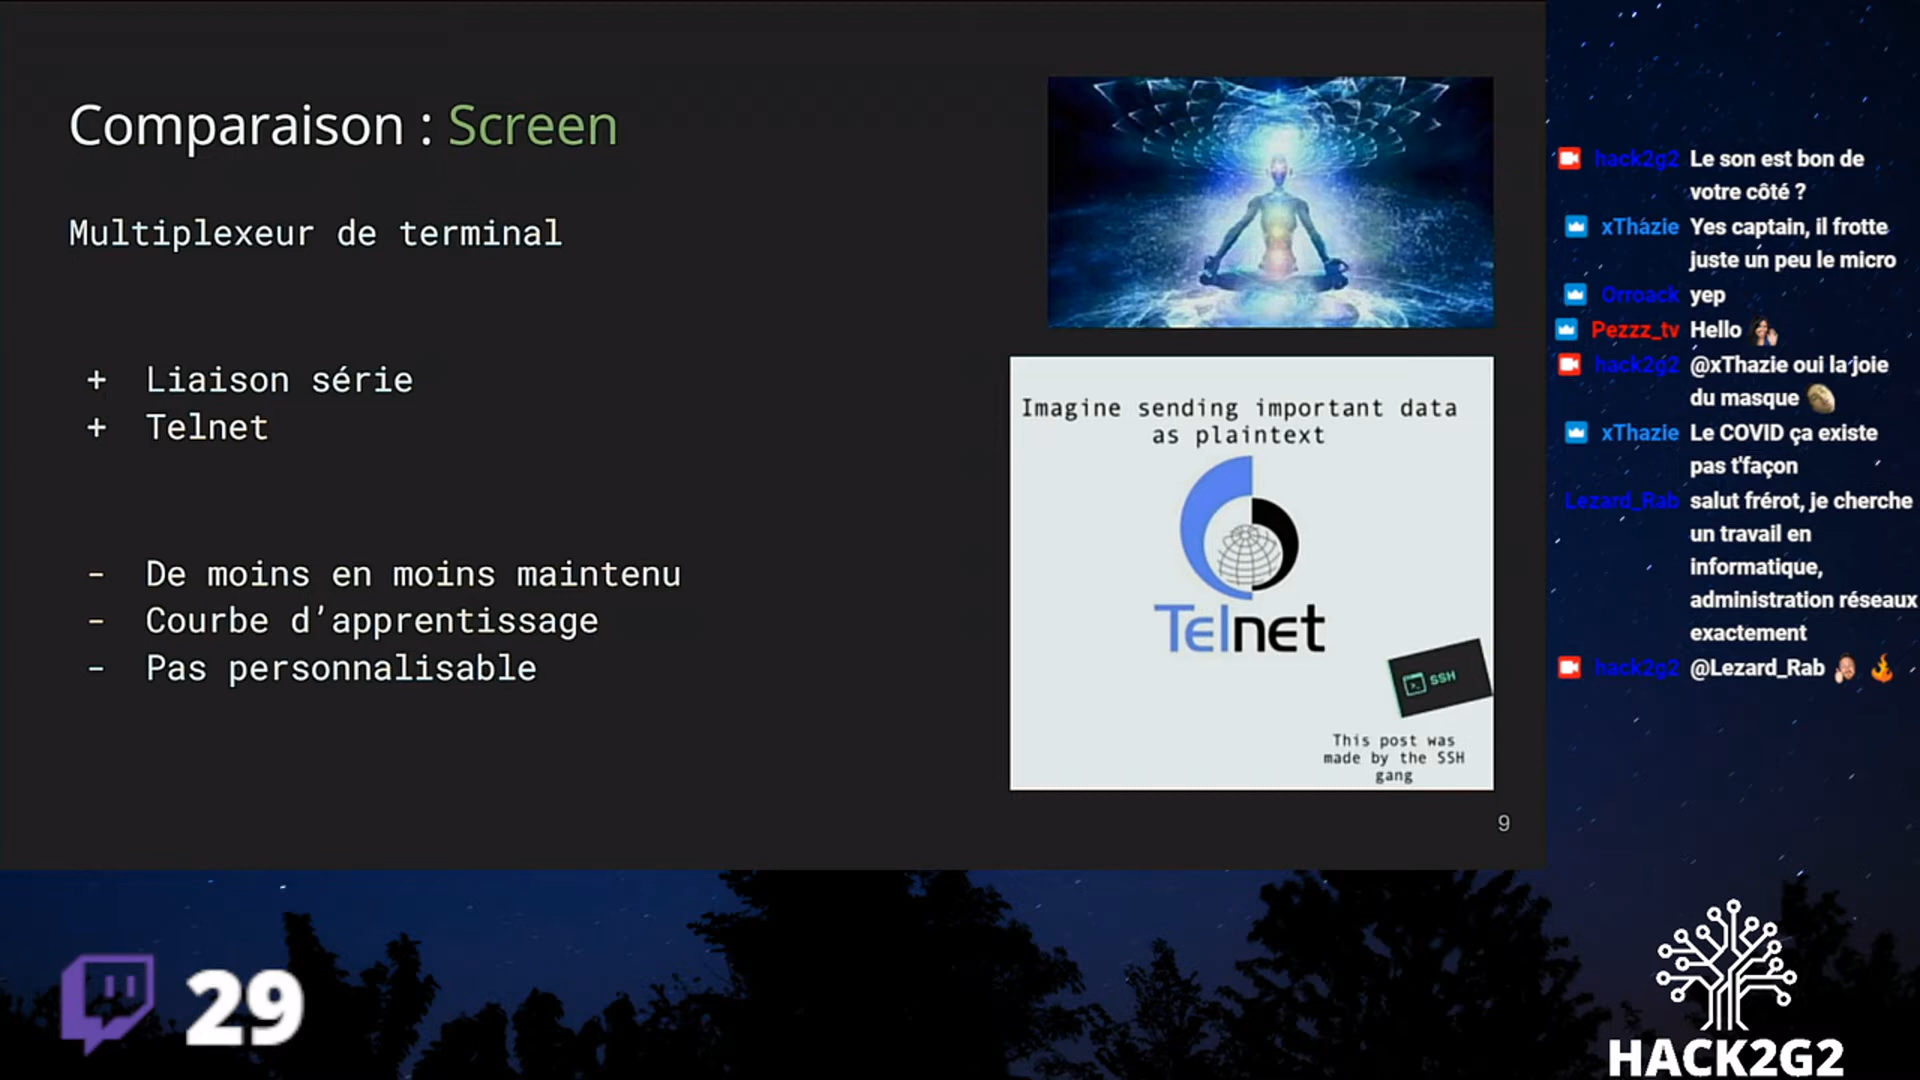 Comparaison : Screen
Multiplexeur de terminal
+ Liaison série
+ Telnet
- De moins en moins maintenu
- Courbe d’apprentissage
- Pas personnalisable
Imagine sending important data
as plaintext
Telnet
SSH
This post was
made by the SSH
gang
9
hack2g2 Le son est bon de
votre côté ?
xThazie Yes captain, il frotte
juste un peu le micro
Orroack yep
Pezzz_tv Hello
hack2g2 @xThazie oui la joie
du masque
xThazie Le COVID ça existe
pas t'façon
Lezard_Rab salut frérot, je cherche
un travail en
informatique,
administration réseaux
exactement
hack2g2 @Lezard_Rab
29
HACK2G2